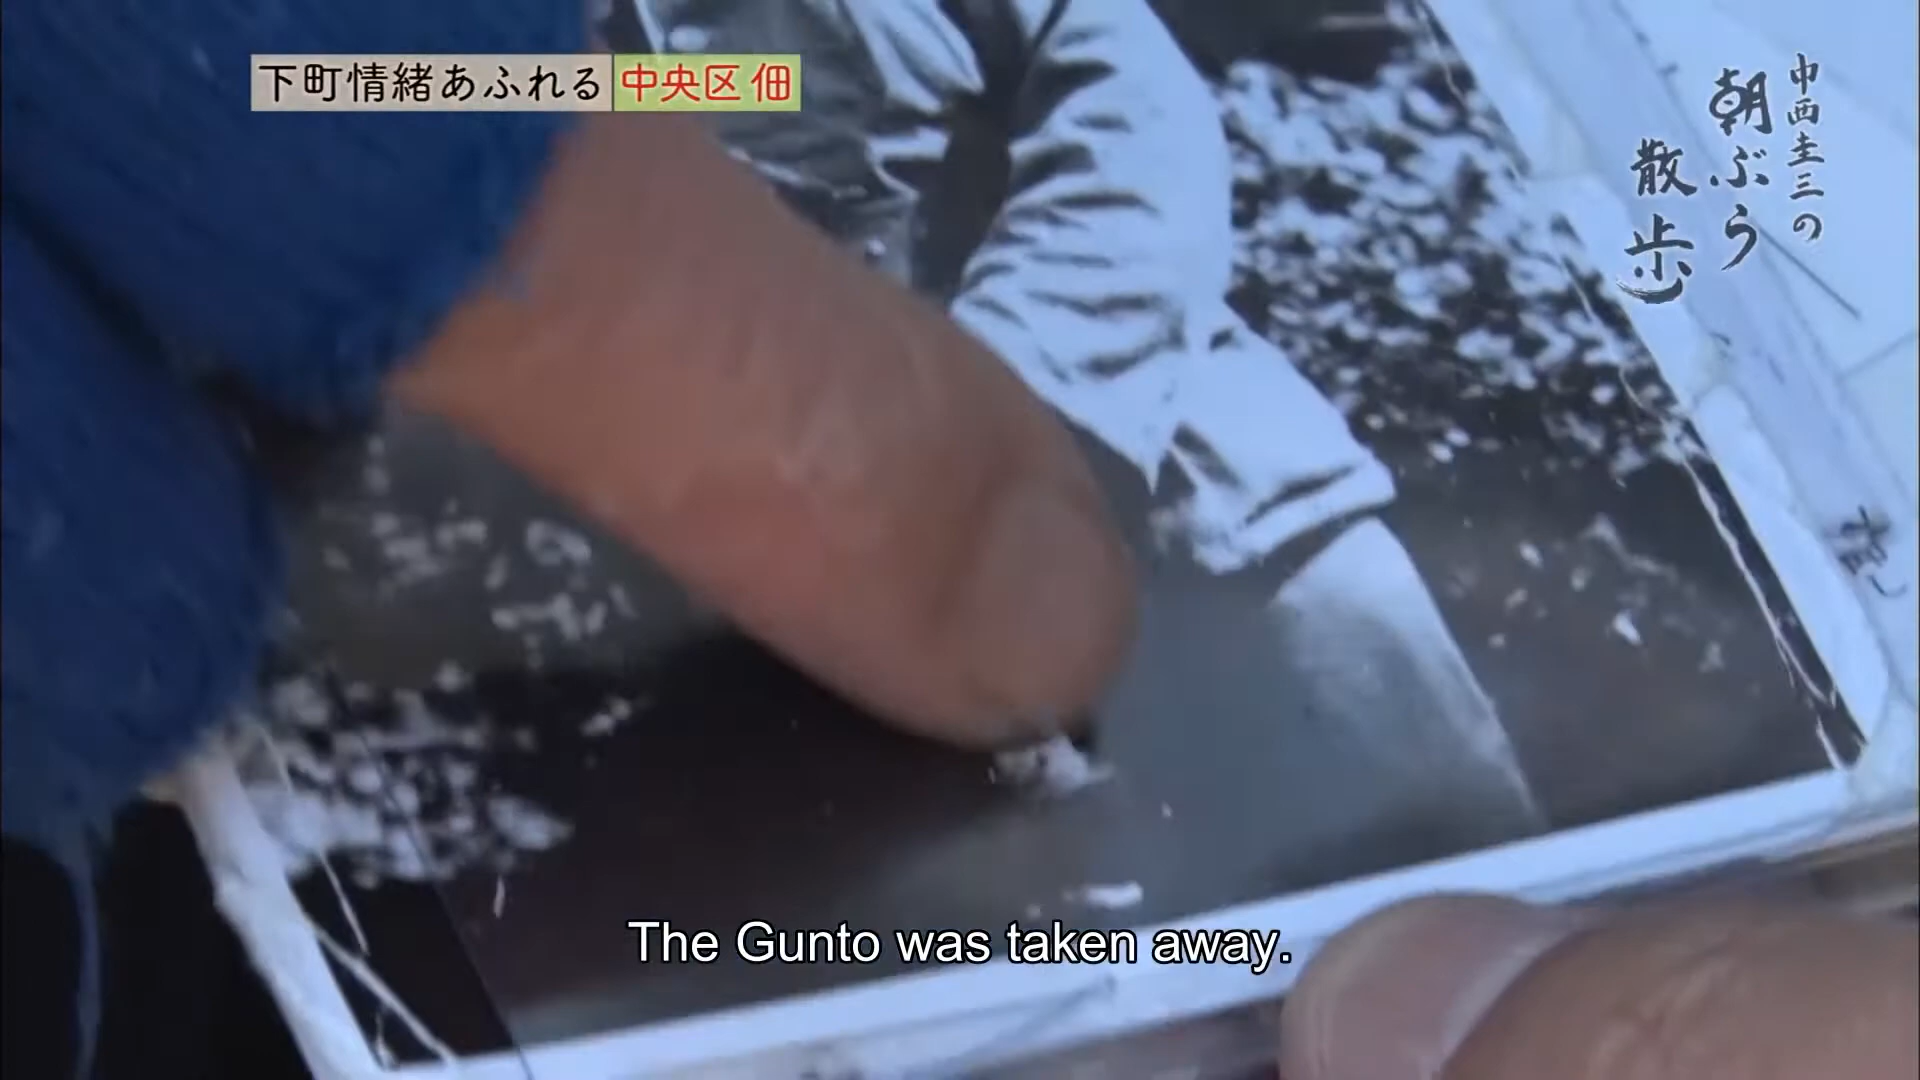 下町情緒あふれる 中央区 佃
中西圭三の
朝ぶら
散歩
The Gunto was taken away.